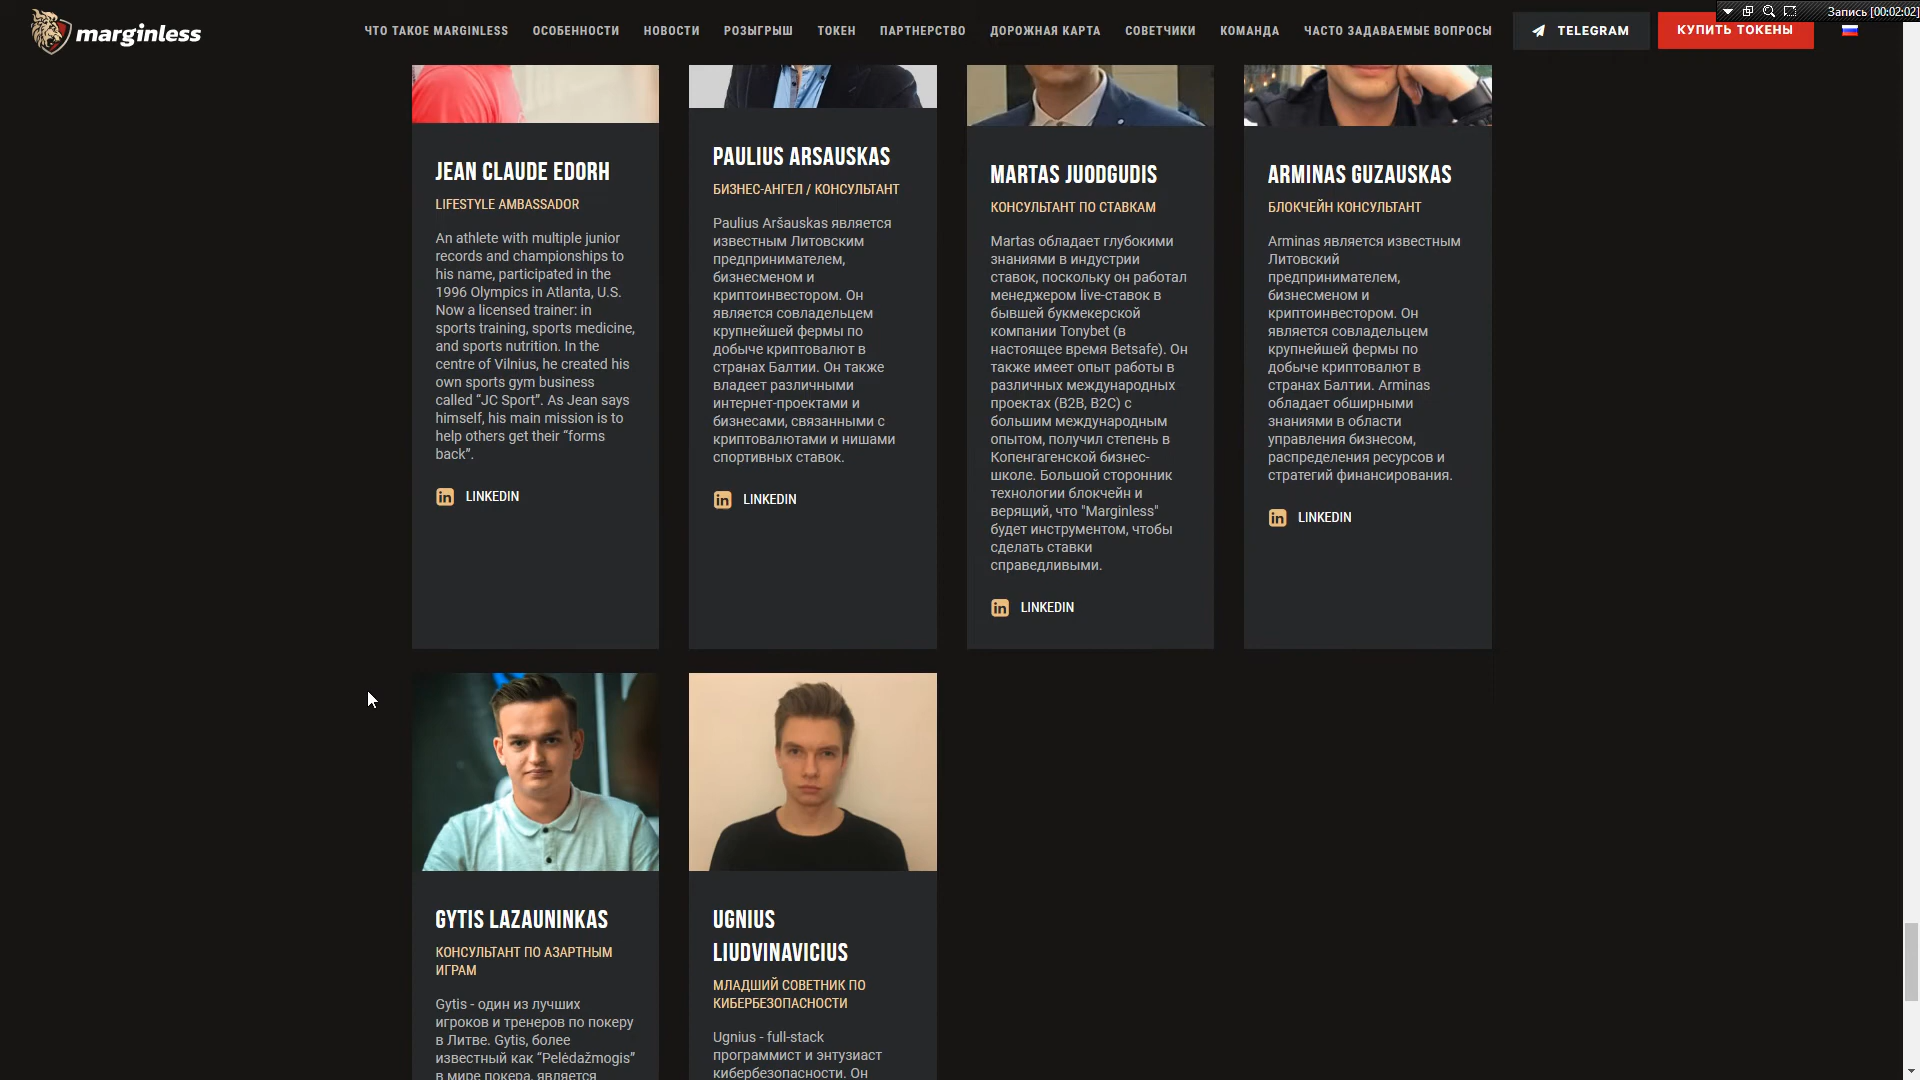 marginless
ЧТО ТАКОЕ MARGINLESS
ОСОБЕННОСТИ
НОВОСТИ
РОЗЫГРЫШ
ТОКЕН
ПАРТНЕРСТВО
ДОРОЖНАЯ КАРТА
СОВЕТЧИКИ
КОМАНДА
ЧАСТО ЗАДАВАЕМЫЕ ВОПРОСЫ
TELEGRAM
КУПИТЬ ТОКЕНЫ
Запись [00:02:02]
JEAN CLAUDE EDORH
LIFESTYLE AMBASSADOR
An athlete with multiple junior
records and championships to
his name, participated in the
1996 Olympics in Atlanta, U.S.
Now a licensed trainer: in
sports training, sports medicine,
and sports nutrition. In the
centre of Vilnius, he created his
own sports gym business
called “JC Sport”. As Jean says
himself, his main mission is to
help others get their “forms
back”.
LINKEDIN
PAULIUS ARSAUSKAS
БИЗНЕС-АНГЕЛ / КОНСУЛЬТАНТ
Paulius Aršauskas является
известным Литовским
предпринимателем,
бизнесменом и
криптоинвестором. Он
является совладельцем
крупнейшей фермы по
добыче криптовалют в
странах Балтии. Он также
владеет различными
интернет-проектами и
бизнесами, связанными с
криптовалютами и нишами
спортивных ставок.
LINKEDIN
MARTAS JUODGUDIS
КОНСУЛЬТАНТ ПО СТАВКАМ
Martas обладает глубокими
знаниями в индустрии
ставок, поскольку он работал
менеджером live-ставок в
бывшей букмекерской
компании Tonybet (в
настоящее время Betsafe). Он
также имеет опыт работы в
различных международных
проектах (B2B, B2C) с
большим международным
опытом, получил степень в
Копенгагенской бизнес-
школе. Большой сторонник
технологии блокчейн и
верящий, что "Marginless"
будет инструментом, чтобы
сделать ставки
справедливыми.
LINKEDIN
ARMINAS GUZAUSKAS
БЛОКЧЕЙН КОНСУЛЬТАНТ
Arminas является известным
Литовский
предпринимателем,
бизнесменом и
криптоинвестором. Он
является совладельцем
крупнейшей фермы по
добыче криптовалют в
странах Балтии. Arminas
обладает обширными
знаниями в области
управления бизнесом,
распределения ресурсов и
стратегий финансирования.
LINKEDIN
GYTIS LAZAUNINKAS
КОНСУЛЬТАНТ ПО АЗАРТНЫМ
ИГРАМ
Gytis - один из лучших
игроков и тренеров по покеру
в Литве. Gytis, более
известный как “Pelėdažmogis”
в мире покера, является
UGNIUS
LIUDVINAVICIUS
МЛАДШИЙ СОВЕТНИК ПО
КИБЕРБЕЗОПАСНОСТИ
Ugnius - full-stack
программист и энтузиаст
кибербезопасности. Он